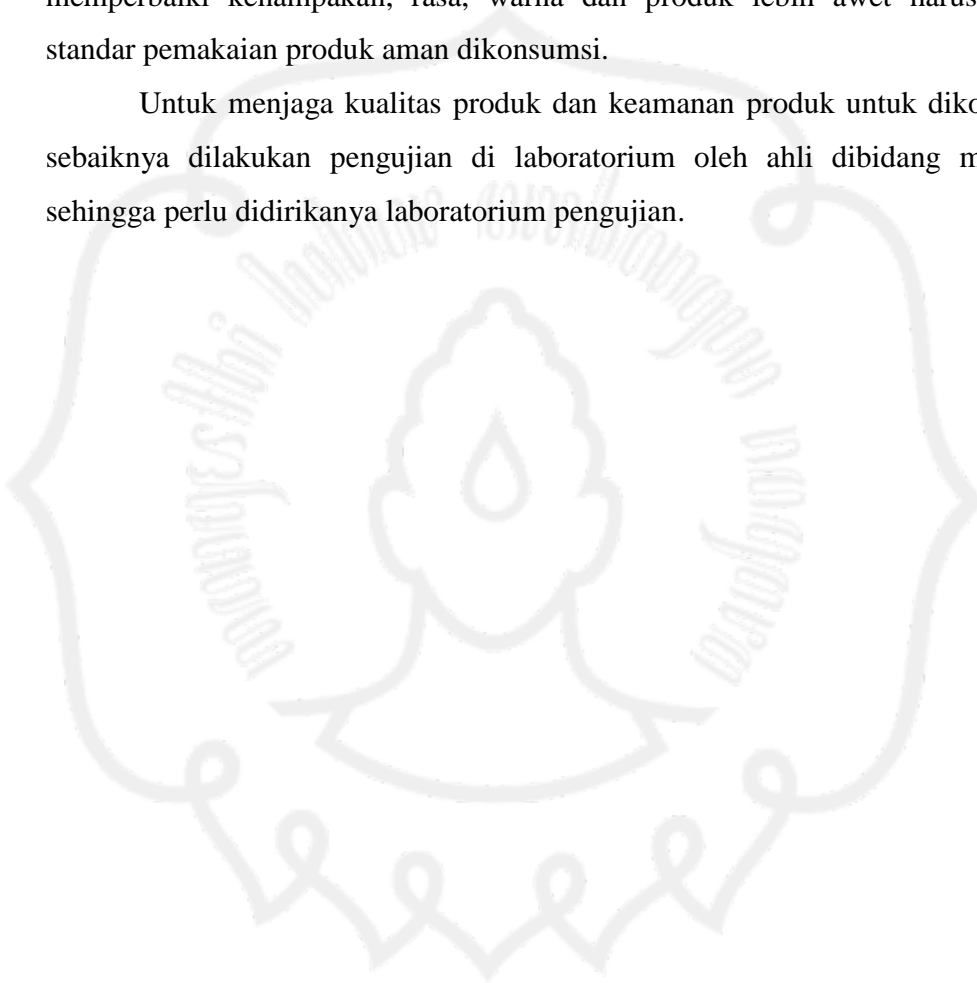 memperbaiki kenampakan, rasa, warna dan produk lebih awet harus
standar pemakaian produk aman dikonsumsi.
Untuk menjaga kualitas produk dan keamanan produk untuk
sebaiknya dilakukan pengujian di laboratorium oleh ahli dibidang
sehingga perlu didirikanya laboratorium pengujian.